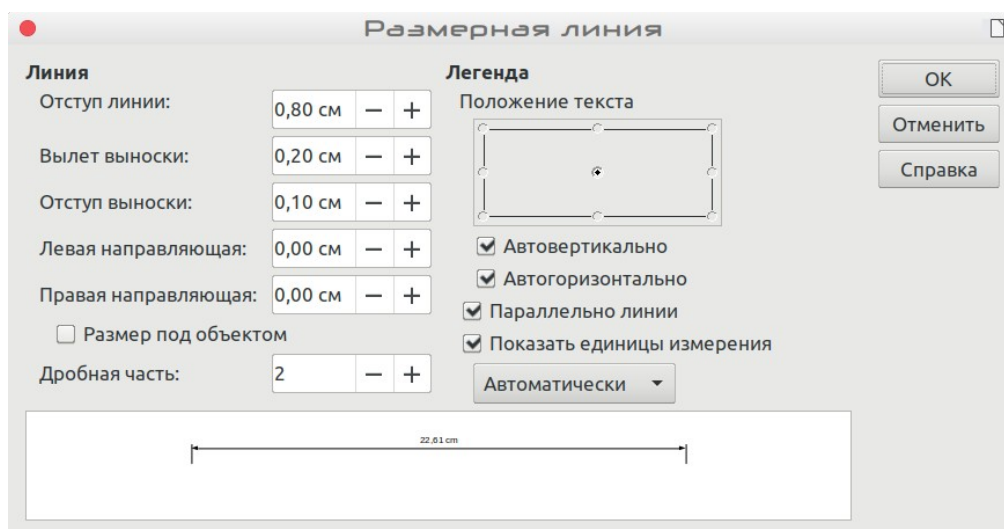 Размерная линия
Линия
Отступ линии: 0,80 см
Вылет выноски: 0,20 см
Отступ выноски: 0,10 см
Левая направляющая: 0,00 см
Правая направляющая: 0,00 см
Размер под объектом
Дробная часть: 2
Легенда
Положение текста
Автовертикально
Автогоризонтально
Параллельно линии
Показать единицы измерения
Автоматически
ОК
Отменить
Справка
22,61 cm